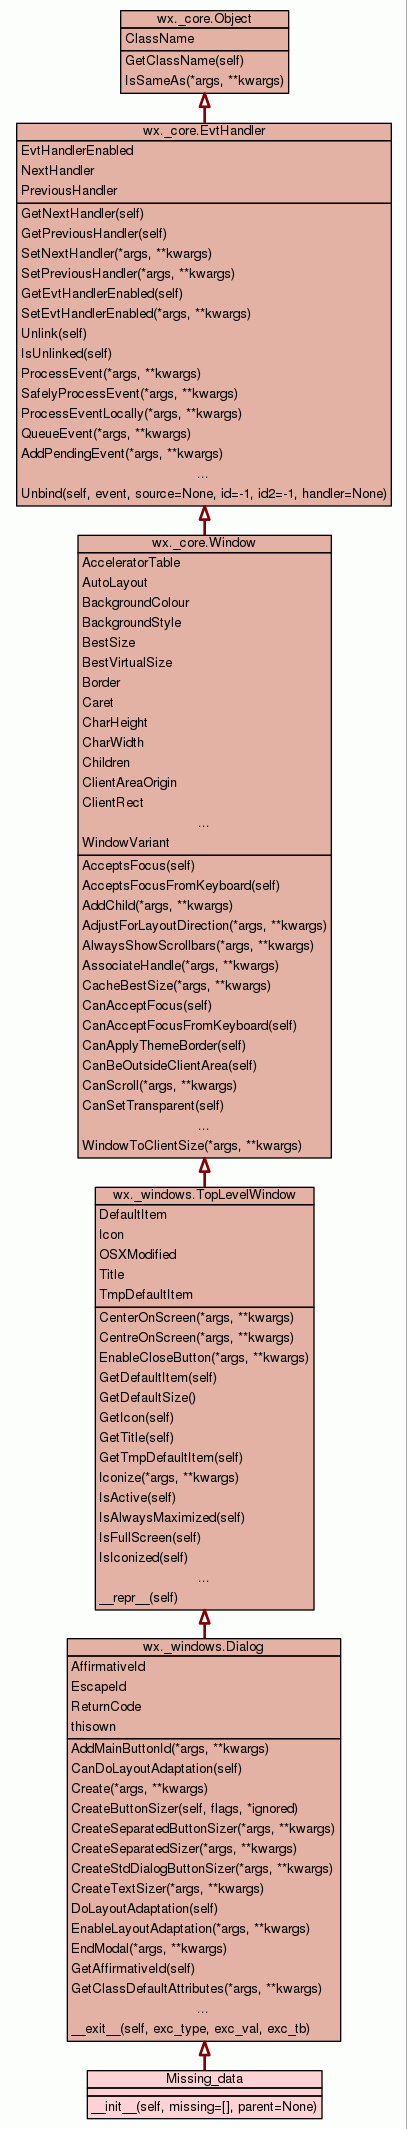 wx._core.Object
ClassName
GetClassName(self)
IsSameAs(*args, **kwargs)
wx._core.EvtHandler
EvtHandlerEnabled
NextHandler
PreviousHandler
GetNextHandler(self)
GetPreviousHandler(self)
SetNextHandler(*args, **kwargs)
SetPreviousHandler(*args, **kwargs)
GetEvtHandlerEnabled(self)
SetEvtHandlerEnabled(*args, **kwargs)
Unlink(self)
IsUnlinked(self)
ProcessEvent(*args, **kwargs)
SafelyProcessEvent(*args, **kwargs)
ProcessEventLocally(*args, **kwargs)
QueueEvent(*args, **kwargs)
AddPendingEvent(*args, **kwargs)
...
Unbind(self, event, source=None, id=-1, id2=-1, handler=None)
wx._core.Window
AcceleratorTable
AutoLayout
BackgroundColour
BackgroundStyle
BestSize
BestVirtualSize
Border
Caret
CharHeight
CharWidth
Children
ClientAreaOrigin
ClientRect
...
WindowVariant
AcceptsFocus(self)
AcceptsFocusFromKeyboard(self)
AddChild(*args, **kwargs)
AdjustForLayoutDirection(*args, **kwargs)
AlwaysShowScrollbars(*args, **kwargs)
AssociateHandle(*args, **kwargs)
CacheBestSize(*args, **kwargs)
CanAcceptFocus(self)
CanAcceptFocusFromKeyboard(self)
CanApplyThemeBorder(self)
CanBeOutsideClientArea(self)
CanScroll(*args, **kwargs)
CanSetTransparent(self)
...
WindowToClientSize(*args, **kwargs)
wx._windows.TopLevelWindow
DefaultItem
Icon
OSXModified
Title
TmpDefaultItem
CenterOnScreen(*args, **kwargs)
CentreOnScreen(*args, **kwargs)
EnableCloseButton(*args, **kwargs)
GetDefaultItem(self)
GetDefaultSize()
GetIcon(self)
GetTitle(self)
GetTmpDefaultItem(self)
Iconize(*args, **kwargs)
IsActive(self)
IsAlwaysMaximized(self)
IsFullScreen(self)
IsIconized(self)
...
__repr__(self)
wx._windows.Dialog
AffirmativeId
EscapeId
ReturnCode
thisown
AddMainButtonId(*args, **kwargs)
CanDoLayoutAdaptation(self)
Create(*args, **kwargs)
CreateButtonSizer(self, flags, *ignored)
CreateSeparatedButtonSizer(*args, **kwargs)
CreateSeparatedSizer(*args, **kwargs)
CreateStdDialogButtonSizer(*args, **kwargs)
CreateTextSizer(*args, **kwargs)
DoLayoutAdaptation(self)
EnableLayoutAdaptation(*args, **kwargs)
EndModal(*args, **kwargs)
GetAffirmativeId(self)
GetClassDefaultAttributes(*args, **kwargs)
...
__exit__(self, exc_type, exc_val, exc_tb)
Missing_data
__init__(self, missing=[], parent=None)